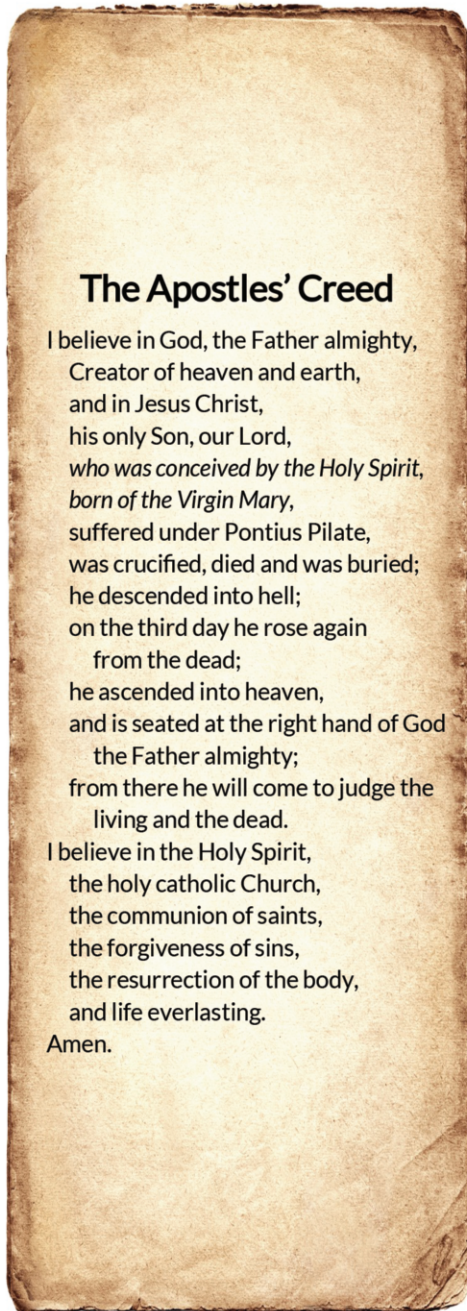 The Apostles’ Creed
I believe in God, the Father almighty,
Creator of heaven and earth,
and in Jesus Christ,
his only Son, our Lord,
who was conceived by the Holy Spirit,
born of the Virgin Mary,
suffered under Pontius Pilate,
was crucified, died and was buried;
he descended into hell;
on the third day he rose again
from the dead;
he ascended into heaven,
and is seated at the right hand of God
the Father almighty;
from there he will come to judge the
living and the dead.
I believe in the Holy Spirit,
the holy catholic Church,
the communion of saints,
the forgiveness of sins,
the resurrection of the body,
and life everlasting.
Amen.